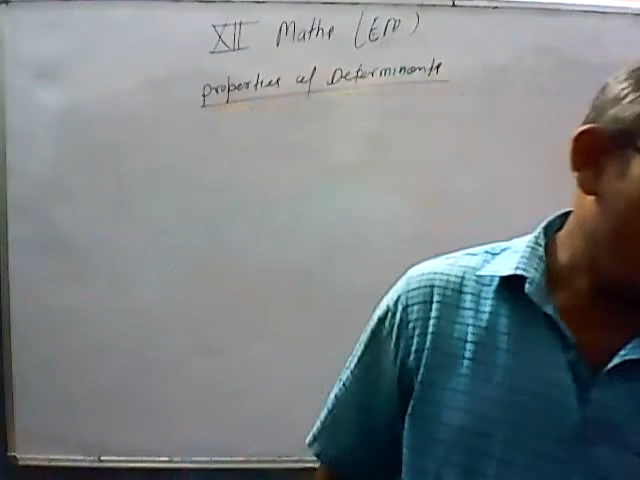 XII Maths (EM)
properties of Determinants